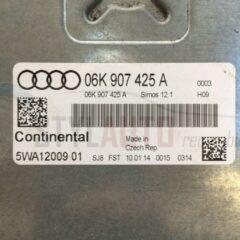 06K 907 425 A 0003
06K 907 425 A Simos 12.1 H09
Continental
Made in
Czech Rep.
5WA12009 01 SJ8 FST 10.01.14 0015 0314